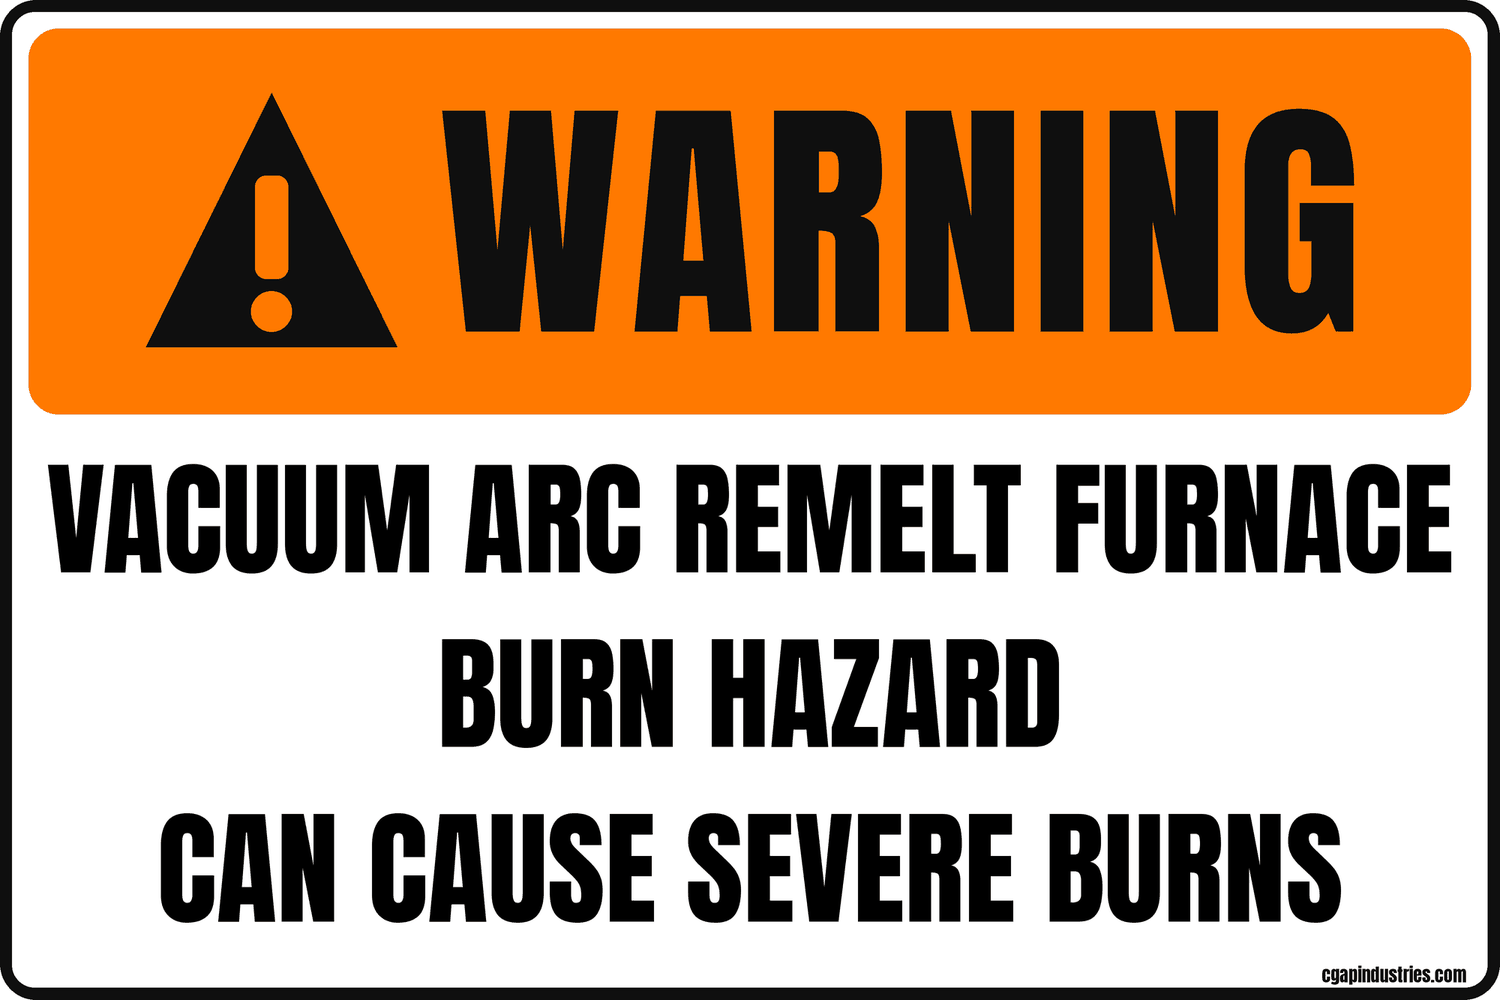 WARNING
VACUUM ARC REMELT FURNACE
BURN HAZARD
CAN CAUSE SEVERE BURNS
cgapindustries.com